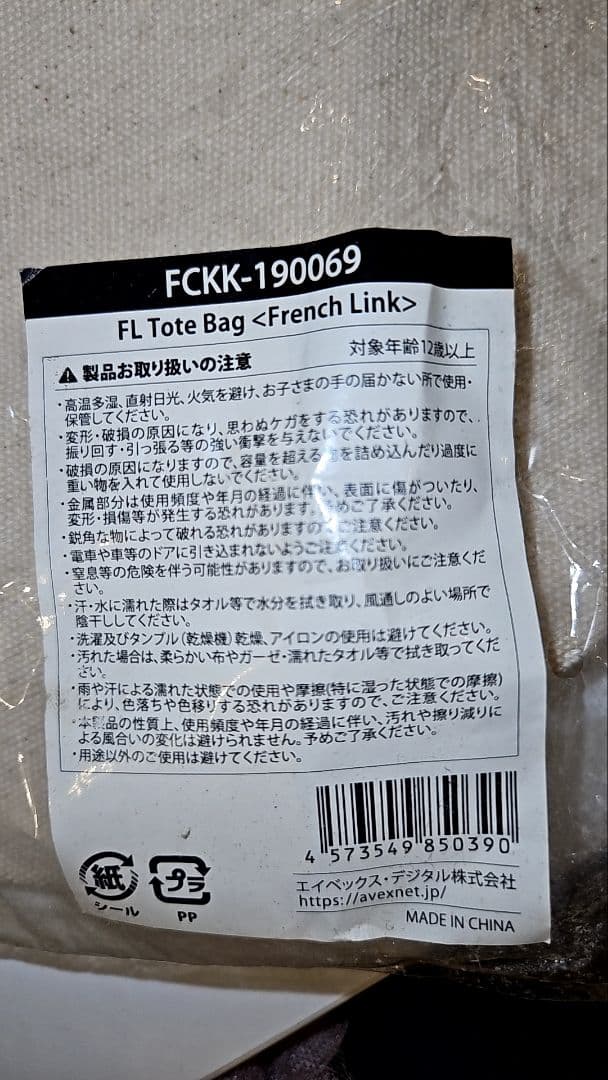 FCKK-190069
FL Tote Bag <French Link>
製品お取り扱いの注意 対象年齢12歳以上
・高温多湿、直射日光、火気を避け、お子さまの手の届かない所で使用・
保管してください。
・変形・破損の原因になり、思わぬケガをする恐れがありますので、
振り回す・引っ張る等の強い衝撃を与えないでください。
・破損の原因になりますので、容量を超える を詰め込んだり過度に
重い物を入れて使用しないでください。
・金属部分は使用頻度や年月の経過に伴い、表面に傷がついたり、
変形・損傷等が発生する恐れがあります。予めご了承ください。
・鋭角な物によって破れる恐れがありますのでご注意ください。
・電車や車等のドアに引き込まれないようご注意ください。
・窒息等の危険を伴う可能性がありますので、お取り扱いにご注意くだ
さい。
・汗・水に濡れた際はタオル等で水分を拭き取り、風通しのよい場所で
陰干ししてください。
・洗濯及びタンブル(乾燥機)乾燥、アイロンの使用は避けてください。
・汚れた場合は、柔らかい布やガーゼ・濡れたタオル等で拭き取ってくだ
さい。
・雨や汗による濡れた状態での使用や摩擦(特に湿った状態での摩擦)
により、色落ちや色移りする恐れがありますので、ご注意ください。
・本製品の性質上、使用頻度や年月の経過に伴い、汚れや擦り減りに
よる風合いの変化は避けられません。予めご了承ください。
・用途以外のご使用は避けてください。
4 573549 850390
紙 プラ
シール PP
エイベックス・デジタル株式会社
https://avexnet.jp/
MADE IN CHINA